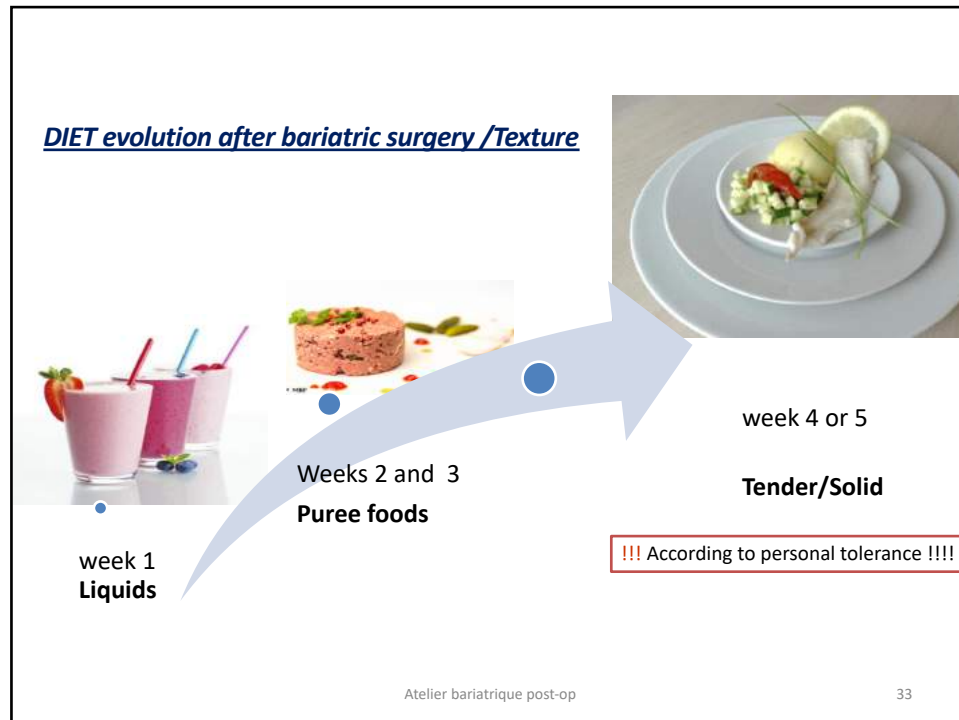 DIET evolution after bariatric surgery /Texture
week 1
Liquids
Weeks 2 and 3
Puree foods
week 4 or 5
Tender/Solid
!!! According to personal tolerance !!!!
Atelier bariatrique post-op
33